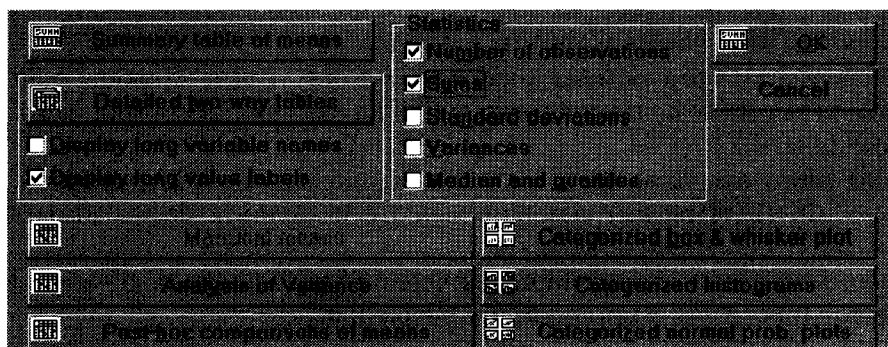 Summary table of means
Detailed two way tables
Display long variable names
Display long value labels
Statistics
Number of observations
Sums
Standard deviations
Variances
Median and quartiles
OK
Cancel
Marginal means
Analysis of Variance
Post-hoc comparisons of means
Categorized box & whisker plot
Categorized histograms
Categorized normal prob. plots